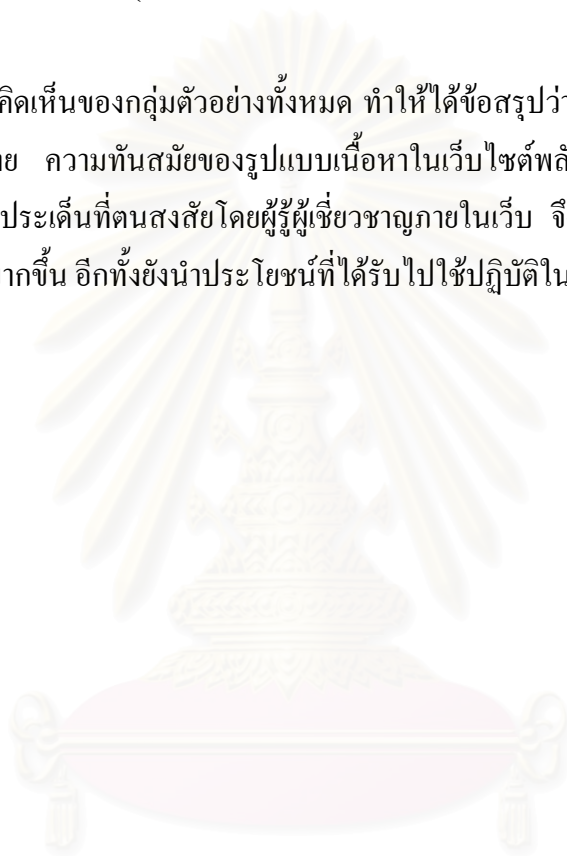 คิดเห็นของกลุ่มตัวอย่างทั้งหมด ทำให้ได้ข้อสรุปว่า
ย ความทันสมัยของรูปแบบเนื้อหาในเว็บไซต์พลั
ประเด็นที่ตนสงสัยโดยผู้รู้ผู้เชี่ยวชาญภายในเว็บ จึ
ากขึ้น อีกทั้งยังนำประโยชน์ที่ได้รับไปใช้ปฏิบัติใน